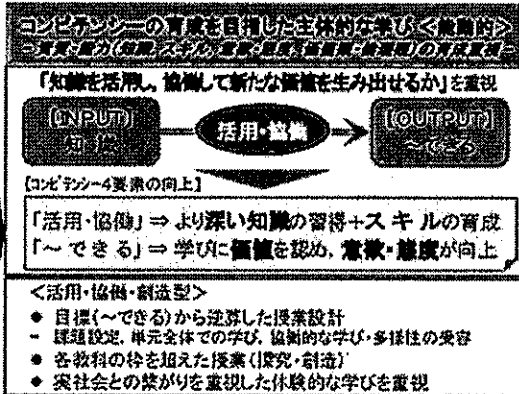 コンピテンシーの育成を目指した主体的な学び <能動的>
- 資質・能力(知識、スキル、意欲・態度、価値観・倫理観)の育成重視 -
「知識を活用し、協働して新たな価値を生み出せるか」を重視
(INPUT)
知 識
活用・協働
(OUTPUT)
～できる
【コンピテンシー4要素の向上】
「活用・協働」⇒より深い知識の習得+スキルの育成
「～できる」⇒学びに価値を認め、意欲・態度が向上
<活用・協働・創造型>
◆ 目標(～できる)から逆算した授業設計
- 課題設定、単元全体での学び、協働的な学び・多様性の受容
◆ 各教科の枠を超えた授業(探究・創造)
◆ 実社会との繋がりを重視した体験的な学びを重視